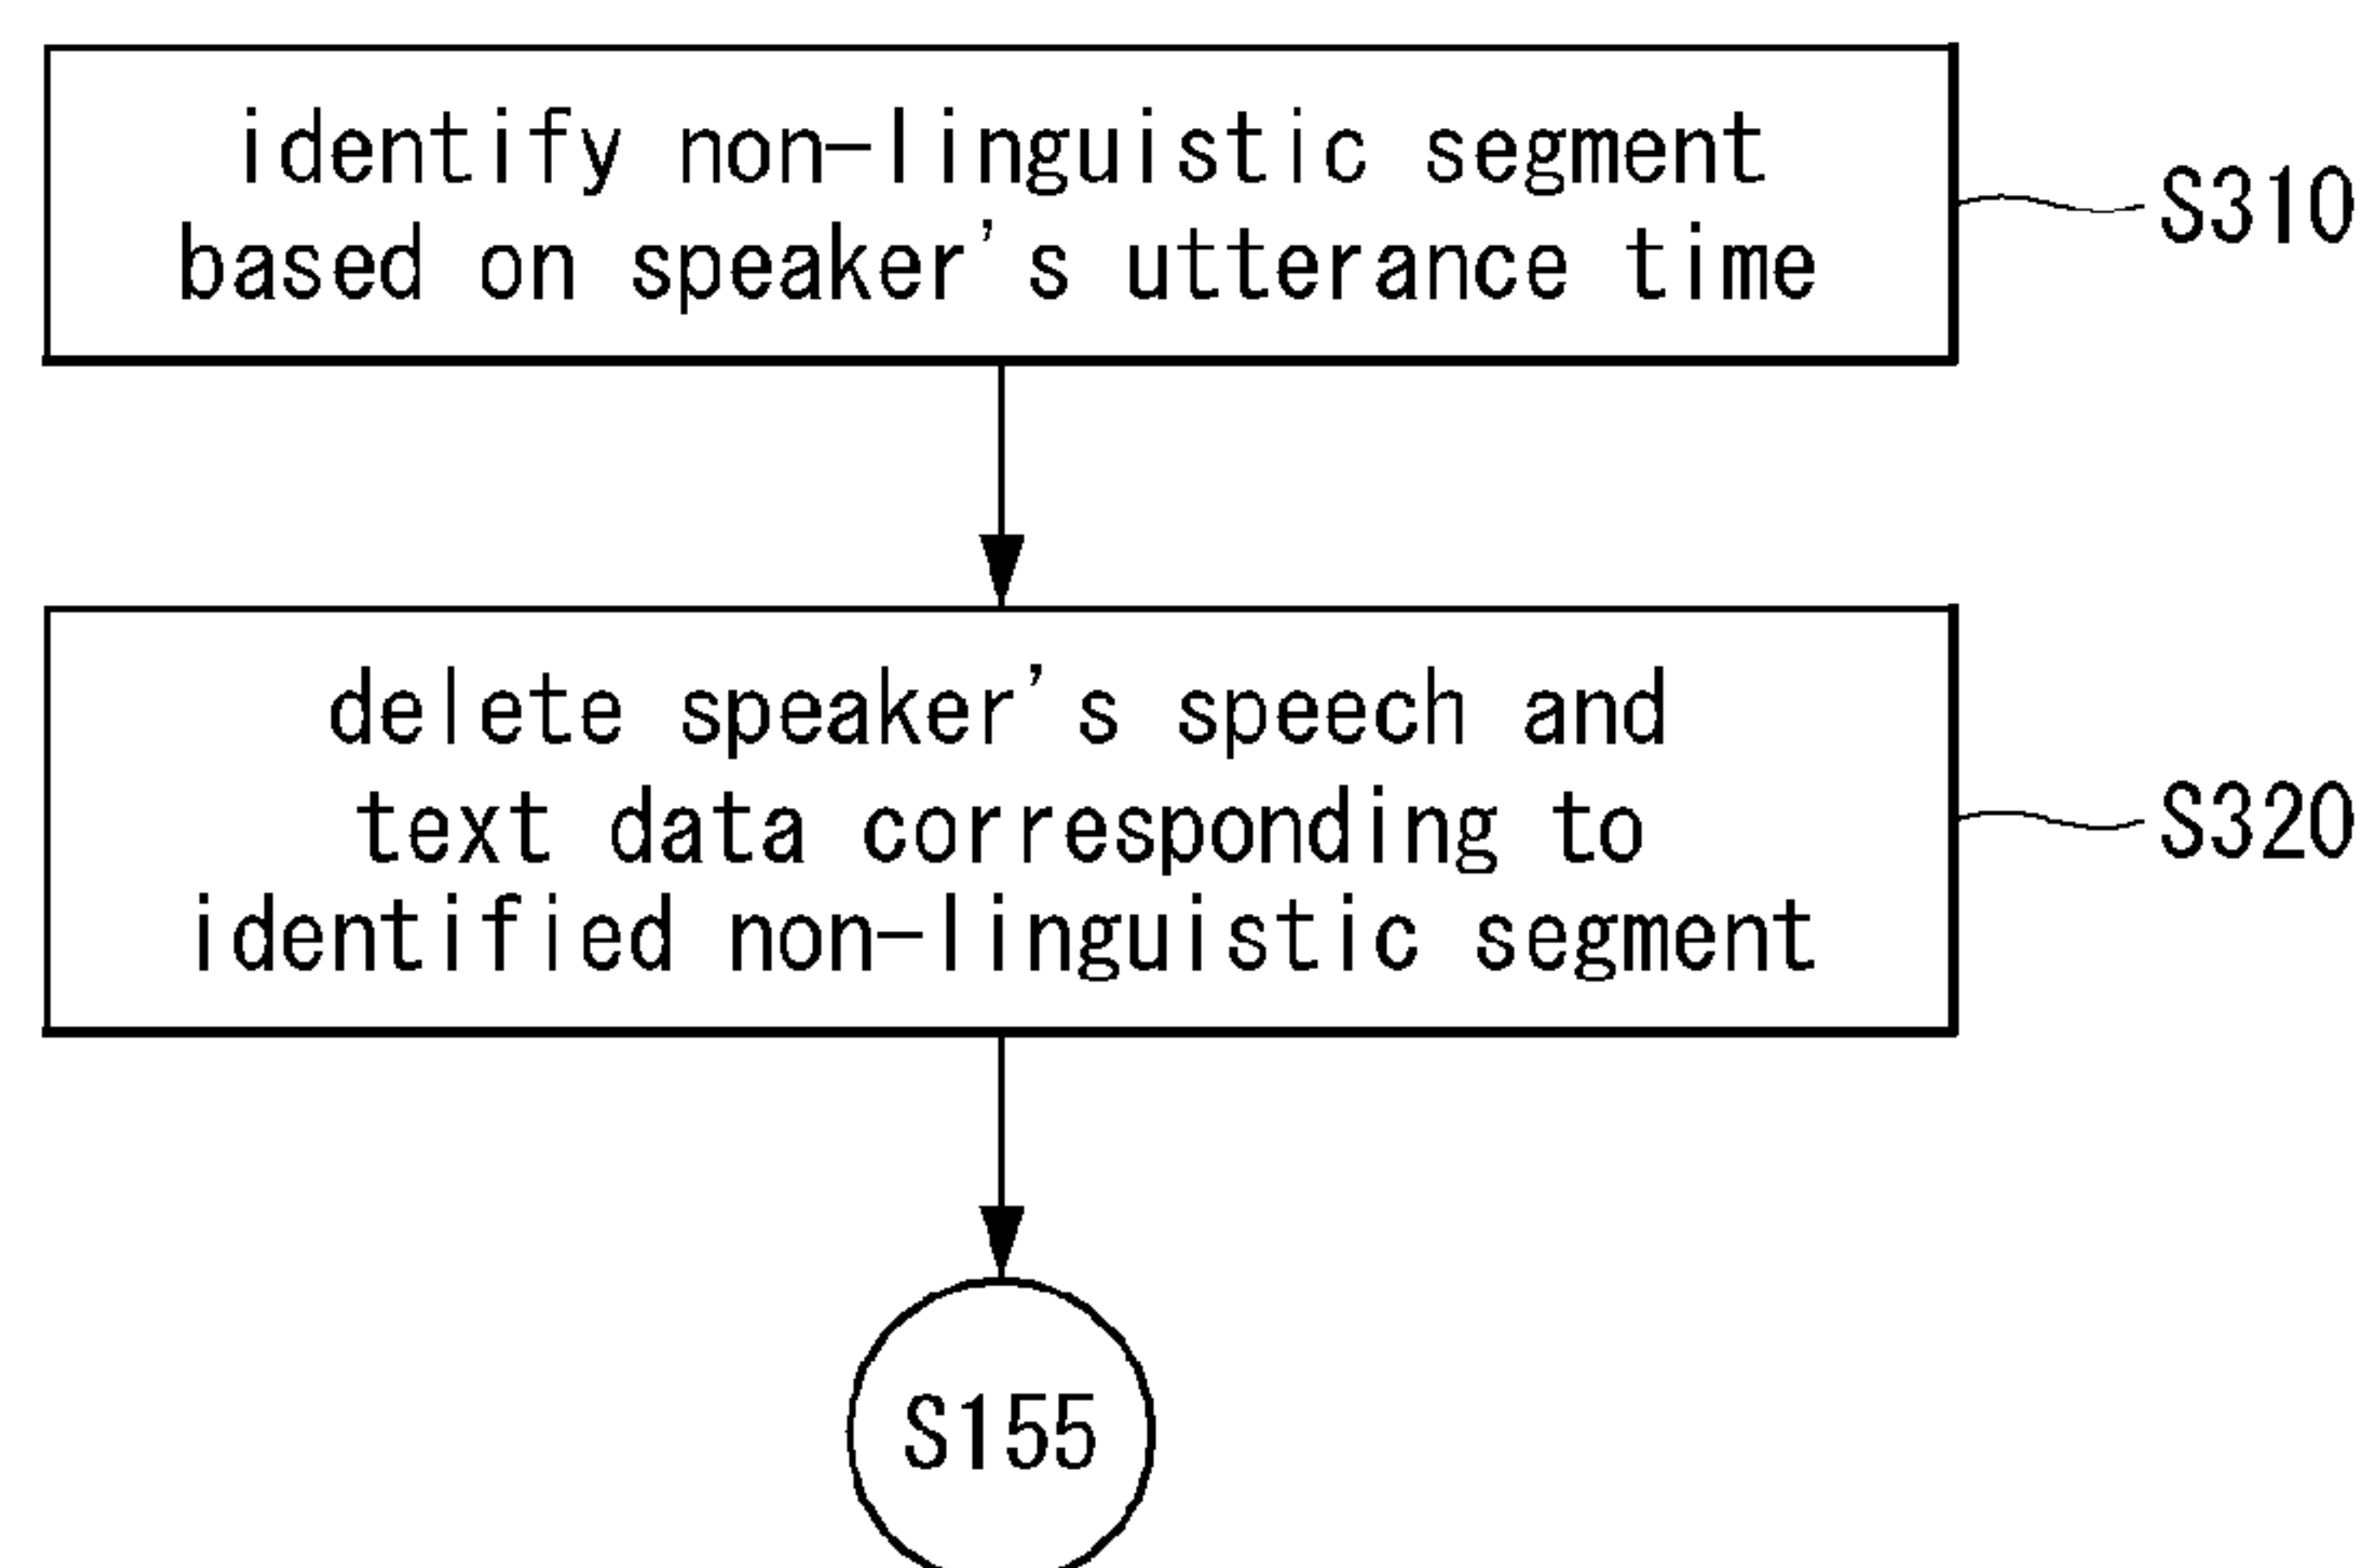 identify non-linguistic segment
based on speaker's utterance time
S310
delete speaker's speech and
text data corresponding to
identified non-linguistic segment
S320
S155